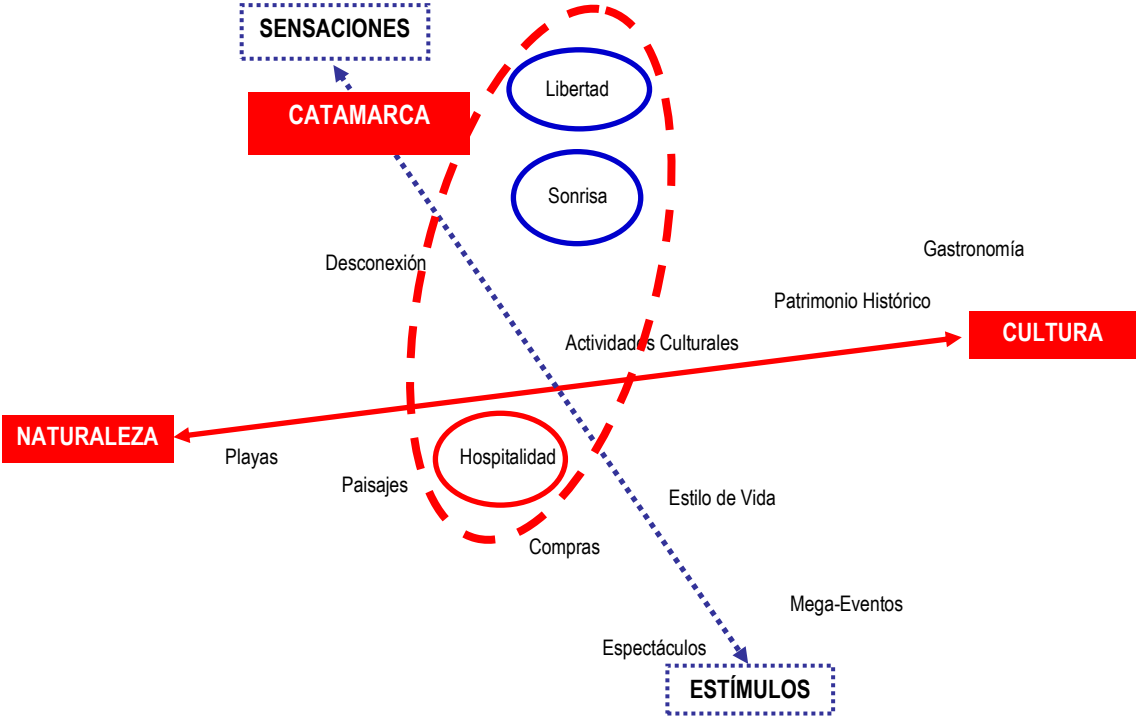 SENSACIONES
Libertad
CATAMARCA
Sonrisa
Desconexión
Gastronomía
Patrimonio Histórico
Actividades Culturales
CULTURA
NATURALEZA
Playas
Hospitalidad
Paisajes
Estilo de Vida
Compras
Mega-Eventos
Espectáculos
ESTÍMULOS